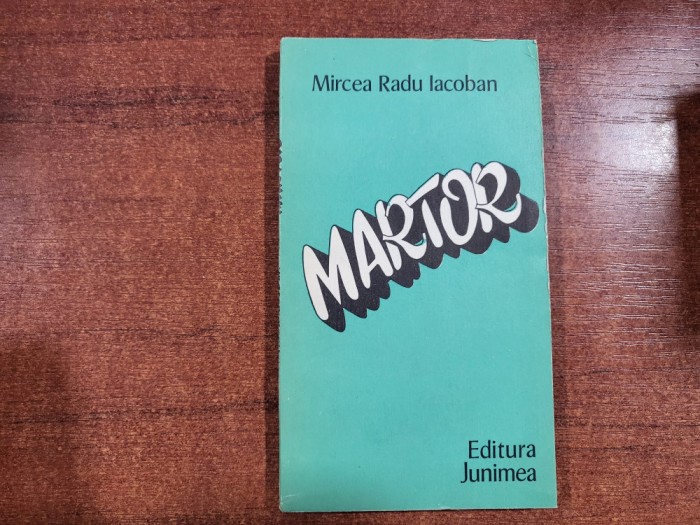 Mircea Radu Iacoban
MARTOR
Editura
Junimea